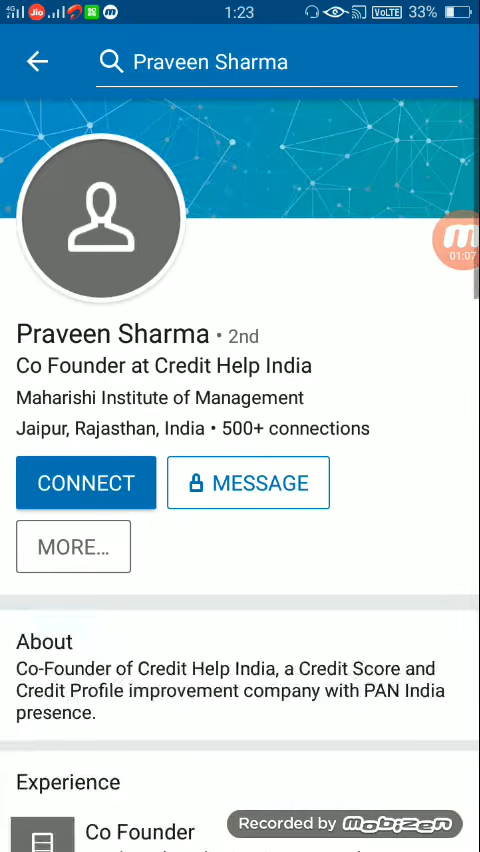 4G Jio 1:23 VoLTE 33%
Praveen Sharma
01:07
Praveen Sharma • 2nd
Co Founder at Credit Help India
Maharishi Institute of Management
Jaipur, Rajasthan, India • 500+ connections
CONNECT MESSAGE
MORE...
About
Co-Founder of Credit Help India, a Credit Score and
Credit Profile improvement company with PAN India
presence.
Experience
Co Founder
Recorded by mobizen